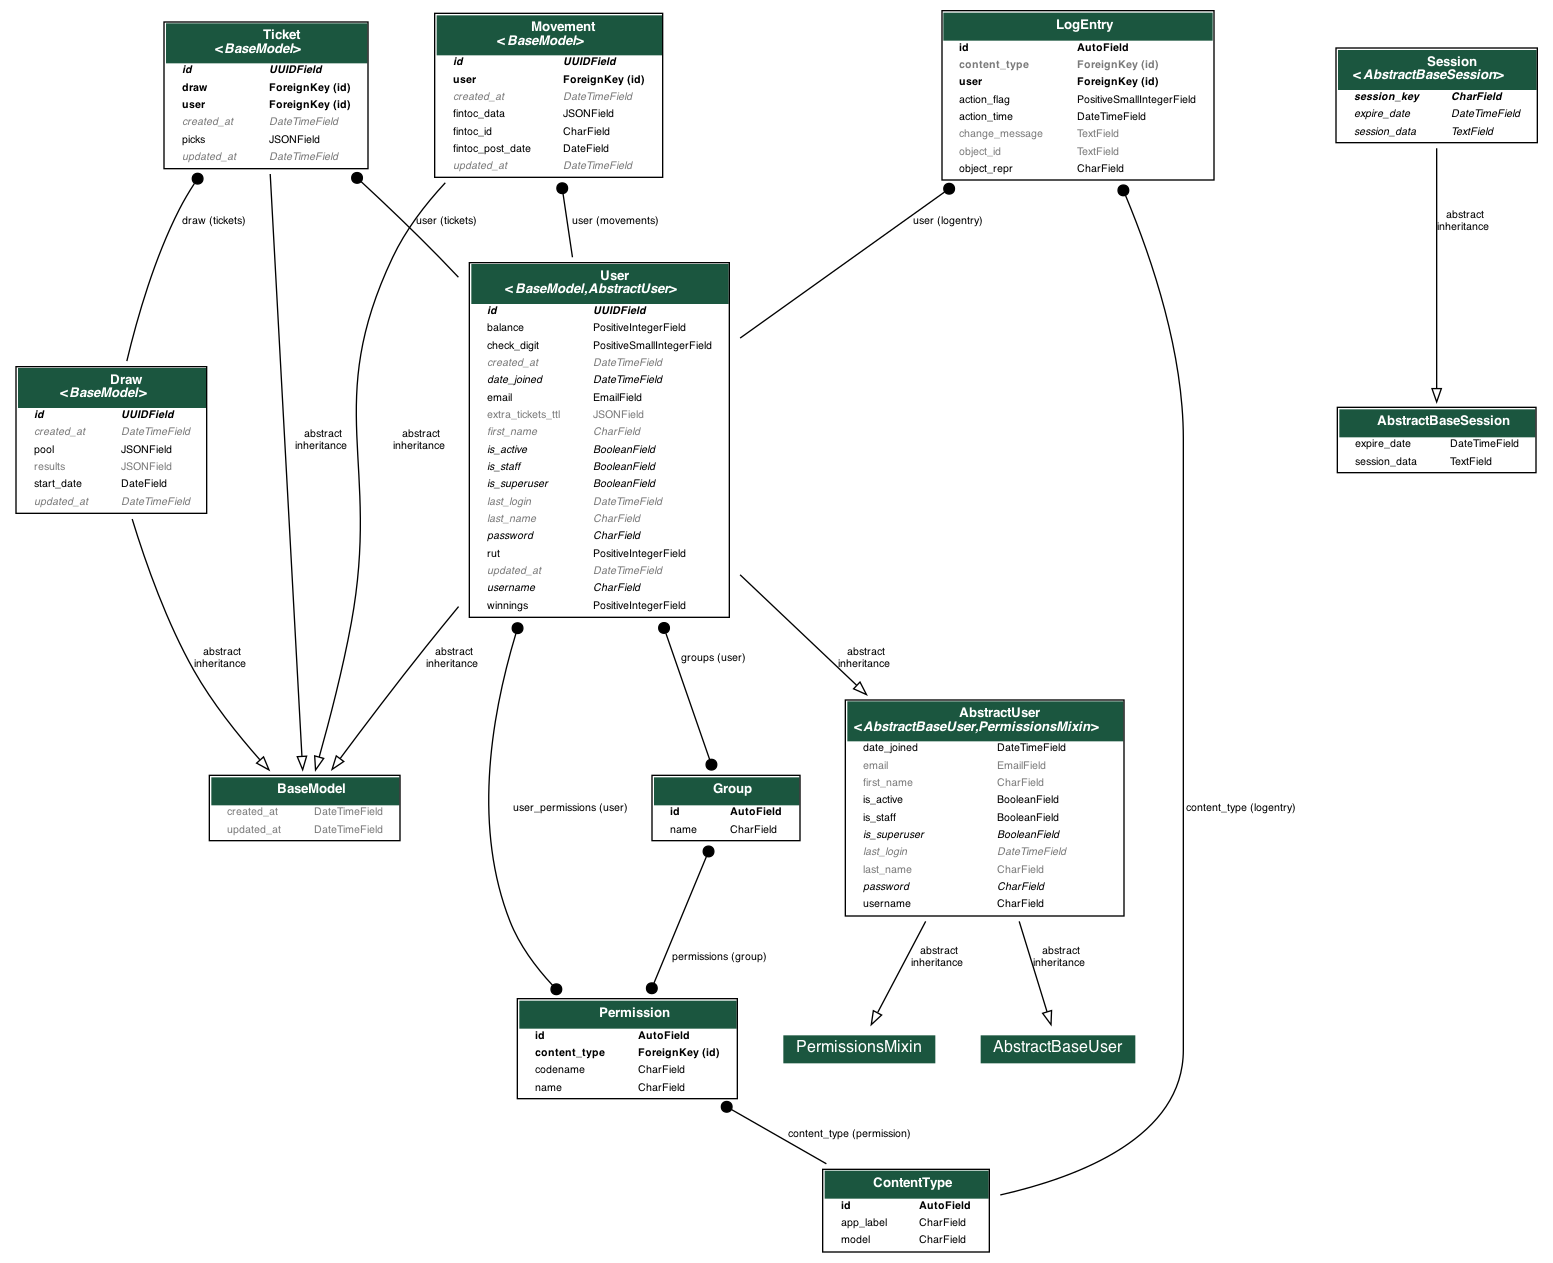 Ticket
<BaseModel>
id UUIDField
draw ForeignKey (id)
user ForeignKey (id)
created_at DateTimeField
picks JSONField
updated_at DateTimeField
Movement
<BaseModel>
id UUIDField
user ForeignKey (id)
created_at DateTimeField
fintoc_data JSONField
fintoc_id CharField
fintoc_post_date DateField
updated_at DateTimeField
LogEntry
id AutoField
content_type ForeignKey (id)
user ForeignKey (id)
action_flag PositiveSmallIntegerField
action_time DateTimeField
change_message TextField
object_id TextField
object_repr CharField
Session
<AbstractBaseSession>
session_key CharField
expire_date DateTimeField
session_data TextField
draw (tickets)
user (tickets)
user (movements)
user (logentry)
abstract
inheritance
User
<BaseModel,AbstractUser>
id UUIDField
balance PositiveIntegerField
check_digit PositiveSmallIntegerField
created_at DateTimeField
date_joined DateTimeField
email EmailField
extra_tickets_ttl JSONField
first_name CharField
is_active BooleanField
is_staff BooleanField
is_superuser BooleanField
last_login DateTimeField
last_name CharField
password CharField
rut PositiveIntegerField
updated_at DateTimeField
username CharField
winnings PositiveIntegerField
Draw
<BaseModel>
id UUIDField
created_at DateTimeField
pool JSONField
results JSONField
start_date DateField
updated_at DateTimeField
abstract
inheritance
abstract
inheritance
AbstractBaseSession
expire_date DateTimeField
session_data TextField
abstract
inheritance
abstract
inheritance
groups (user)
abstract
inheritance
BaseModel
created_at DateTimeField
updated_at DateTimeField
user_permissions (user)
Group
id AutoField
name CharField
AbstractUser
<AbstractBaseUser,PermissionsMixin>
date_joined DateTimeField
email EmailField
first_name CharField
is_active BooleanField
is_staff BooleanField
is_superuser BooleanField
last_login DateTimeField
last_name CharField
password CharField
username CharField
content_type (logentry)
permissions (group)
abstract
inheritance
abstract
inheritance
Permission
id AutoField
content_type ForeignKey (id)
codename CharField
name CharField
PermissionsMixin
AbstractBaseUser
content_type (permission)
ContentType
id AutoField
app_label CharField
model CharField